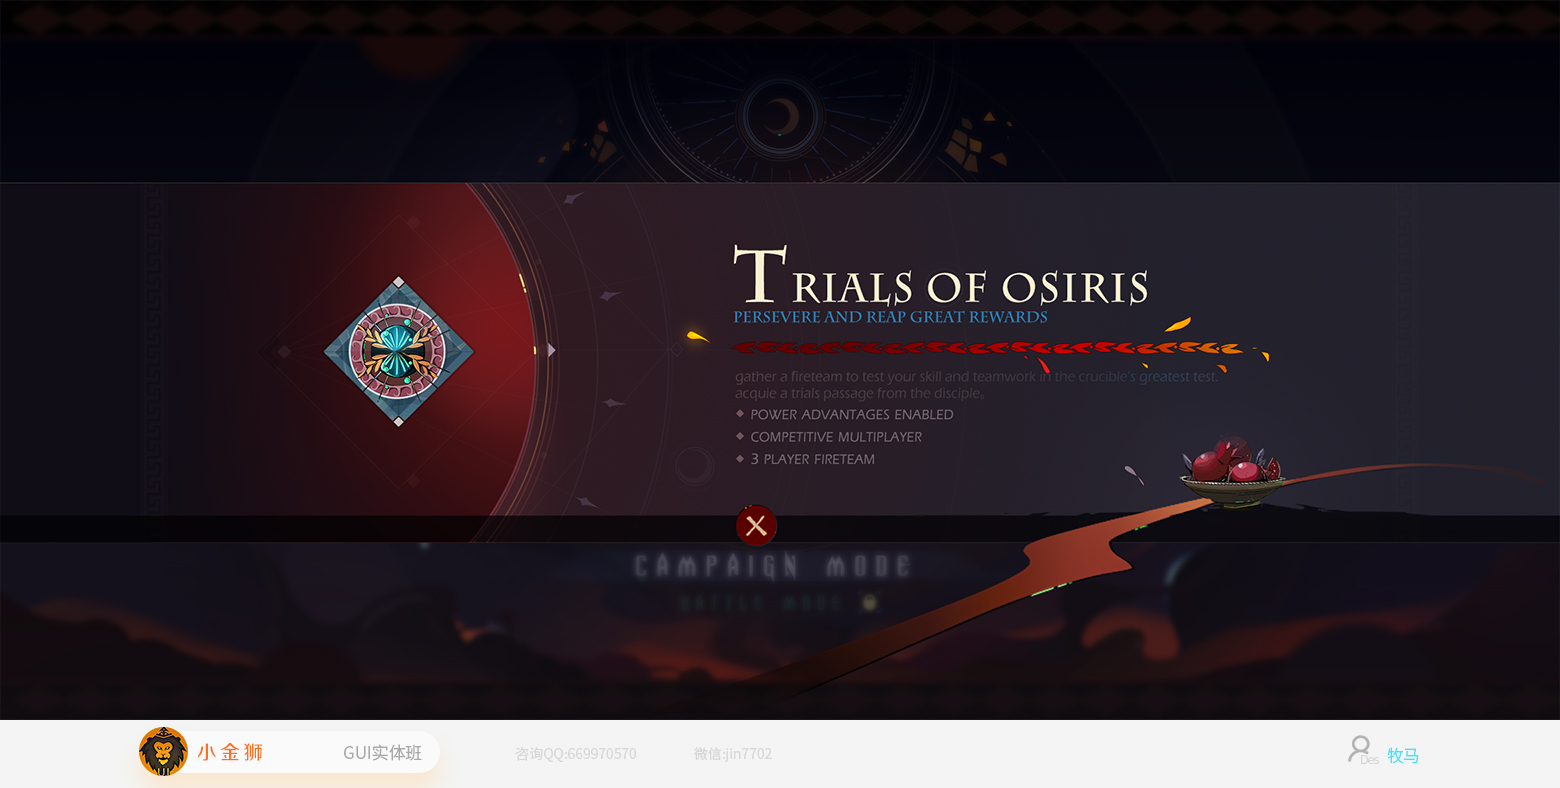 TRIALS OF OSIRIS
PERSEVERE AND REAP GREAT REWARDS
gather a fireteam to test your skill and teamwork in the crucible's greatest test.
acquie a trials passage from the disciple。
POWER ADVANTAGES ENABLED
COMPETITIVE MULTIPLAYER
3 PLAYER FIRETEAM
CAMPAIGN MODE
BATTLE MODE
小金狮
GUI实体班
咨询QQ:669970570
微信:jin7702
Des
牧马